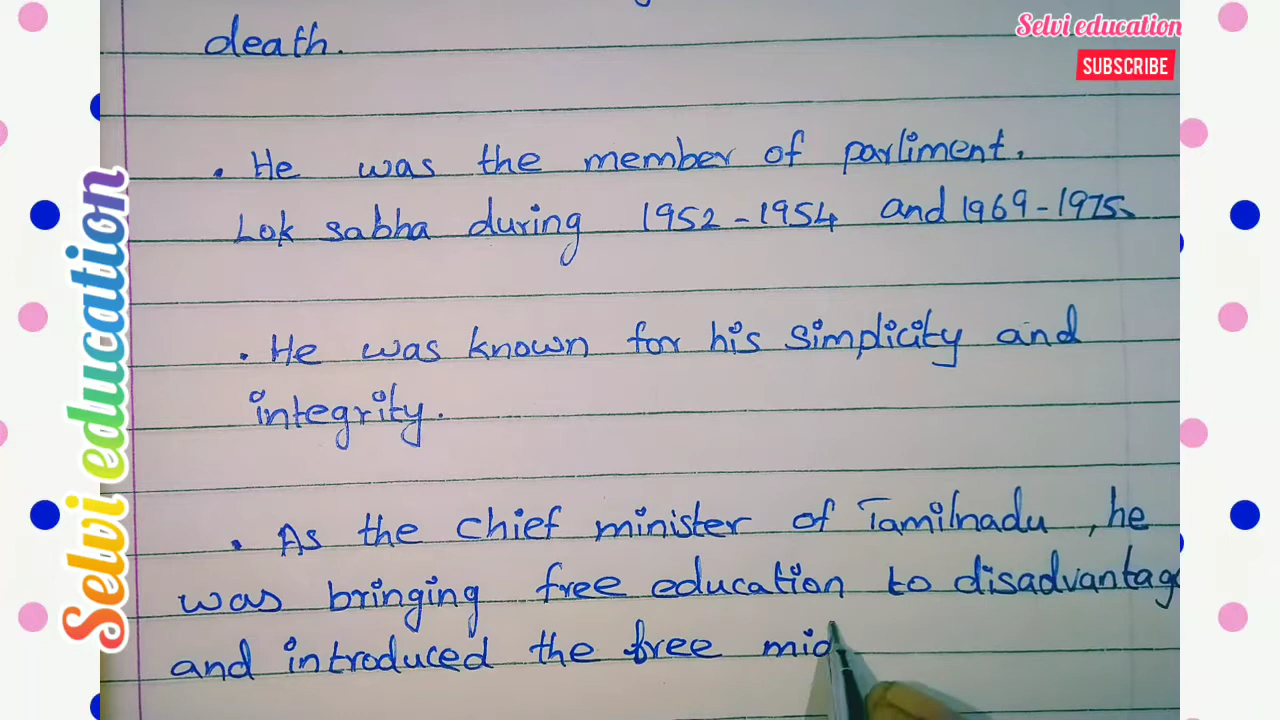 death.
Selvi education
SUBSCRIBE
. He was the member of parliment.
Lok sabha during 1952-1954 and 1969-1975.
. He was known for his simplicity and
integrity.
. As the chief minister of Tamilnadu, he
was bringing free education to disadvantag
and introduced the free mid
Selvi education